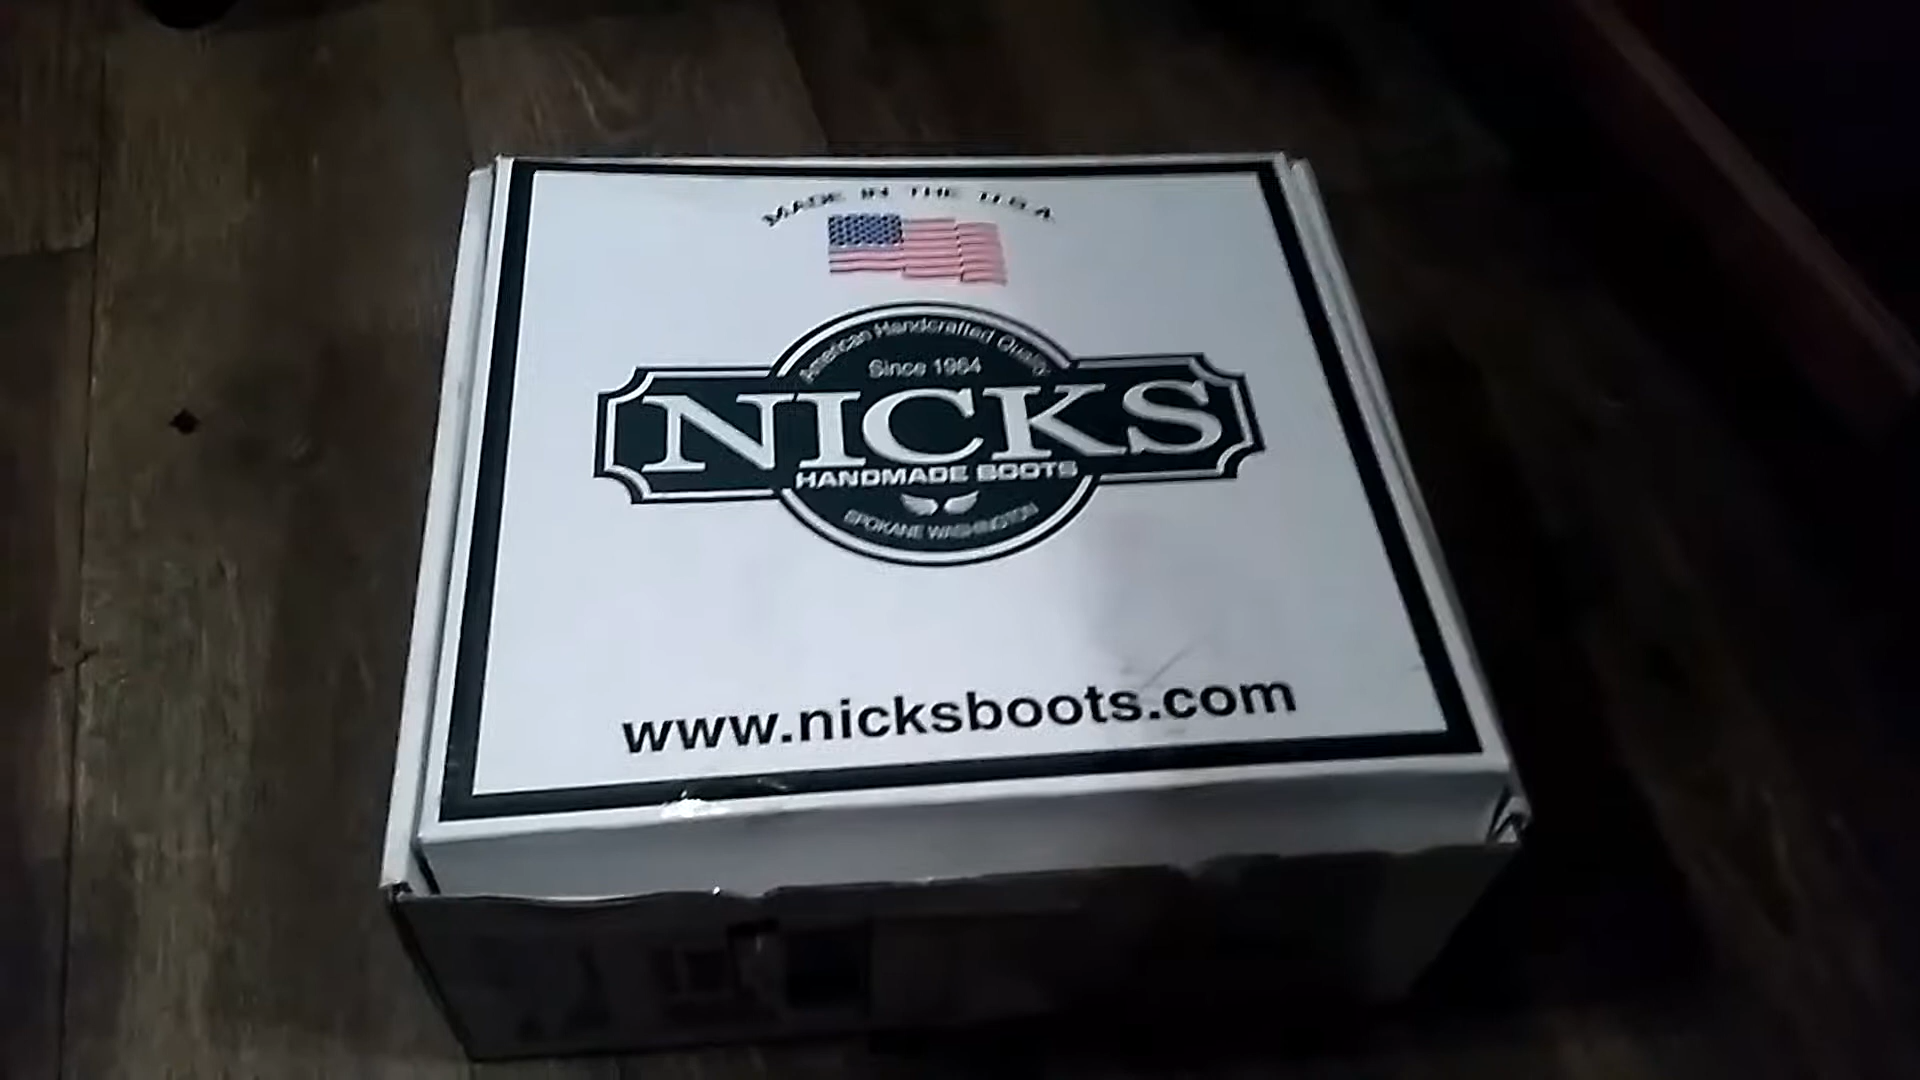 MADE IN THE U.S.A
American Handcrafted Quality
Since 1964
NICKS
HANDMADE BOOTS
SPOKANE WASHINGTON
www.nicksboots.com